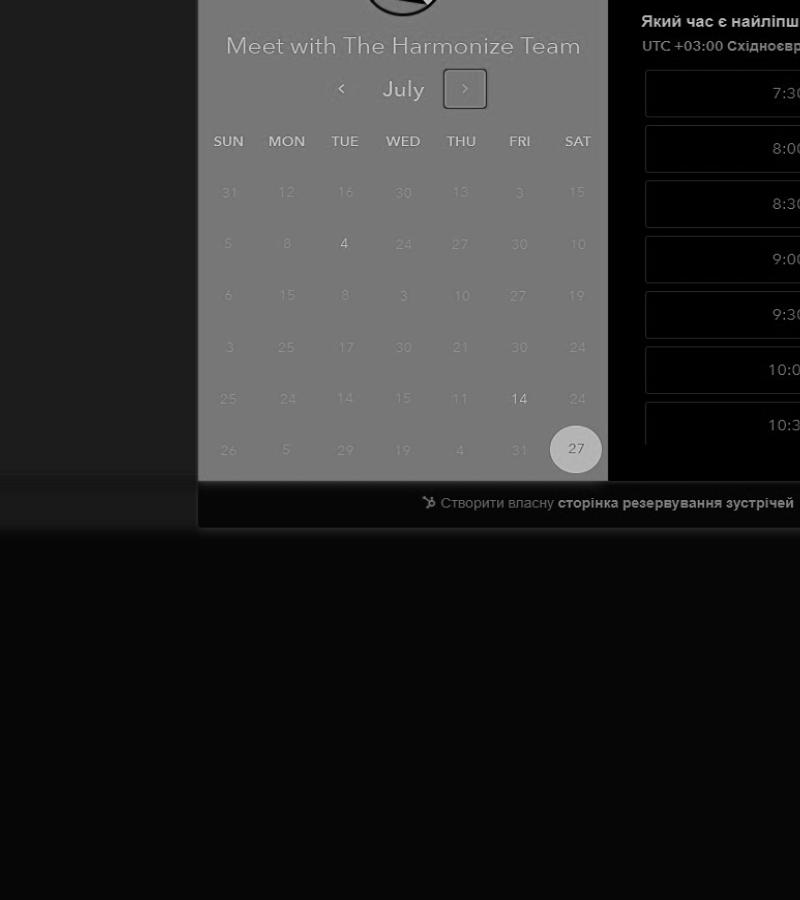 Meet with The Harmonize Team
July
SUN MON TUE WED THU FRI SAT
31 12 16 30 13 3 15
5 8 4 24 27 30 10
6 15 8 3 10 27 19
3 25 17 30 21 30 24
25 24 14 15 11 14 24
26 5 29 19 4 31 27
Який час є
UTC +03:00
7:3
8:00
8:30
9:00
9:30
10:0
10:3
Створити власну сторінка резервування зустрічей